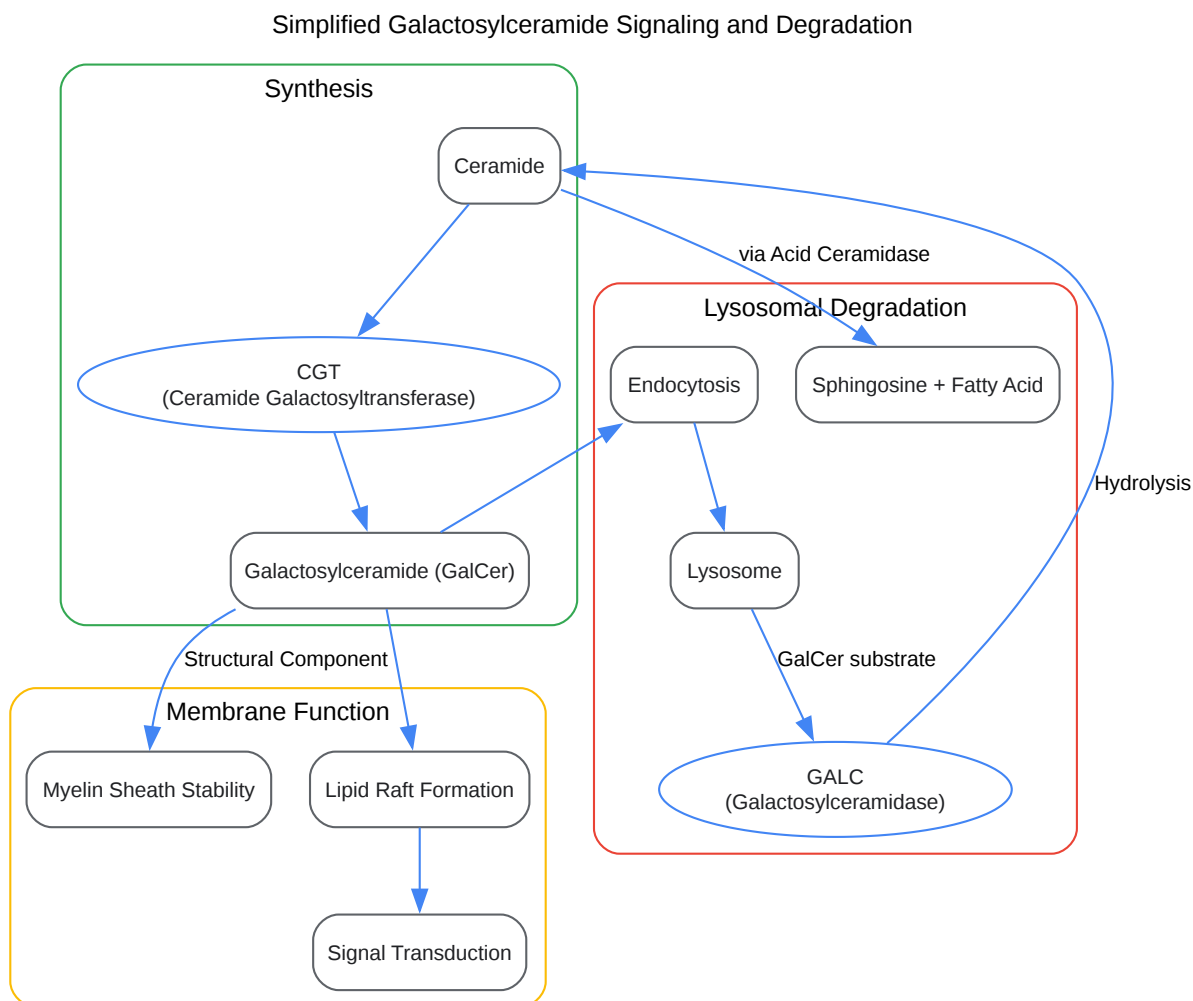 Simplified Galactosylceramide Signaling and Degradation
Synthesis
Ceramide
via Acid Ceramidase
Lysosomal Degradation
CGT
(Ceramide Galactosyltransferase)
Endocytosis
Sphingosine + Fatty Acid
Hydrolysis
Galactosylceramide (GalCer)
Lysosome
Structural Component
GalCer substrate
Membrane Function
Myelin Sheath Stability
Lipid Raft Formation
GALC
(Galactosylceramidase)
Signal Transduction